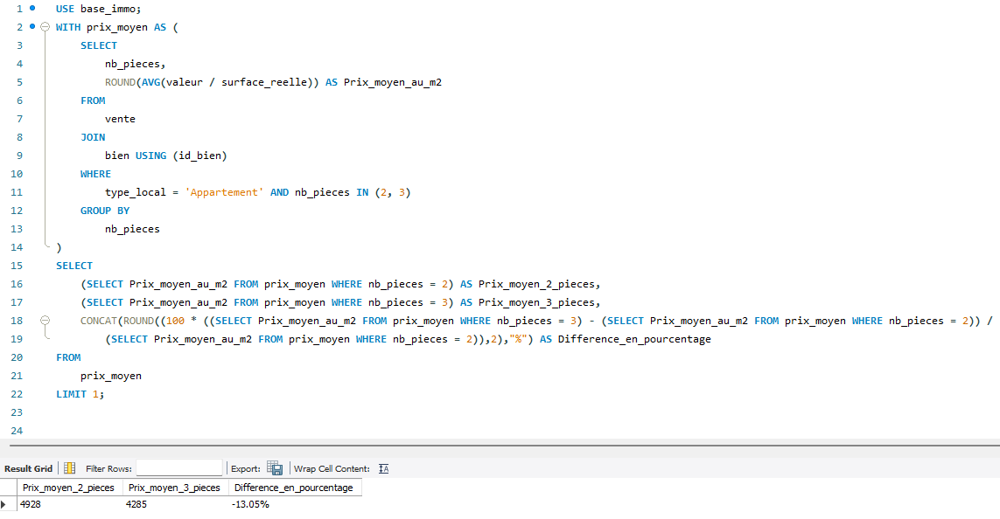 1 USE base_immo;
2 WITH prix_moyen AS (
3 SELECT
4 nb_pieces,
5 ROUND(AVG(valeur / surface_reelle)) AS Prix_moyen_au_m2
6 FROM
7 vente
8 JOIN
9 bien USING (id_bien)
10 WHERE
11 type_local = 'Appartement' AND nb_pieces IN (2, 3)
12 GROUP BY
13 nb_pieces
14 )
15 SELECT
16 (SELECT Prix_moyen_au_m2 FROM prix_moyen WHERE nb_pieces = 2) AS Prix_moyen_2_pieces,
17 (SELECT Prix_moyen_au_m2 FROM prix_moyen WHERE nb_pieces = 3) AS Prix_moyen_3_pieces,
18 CONCAT(ROUND((100 * ((SELECT Prix_moyen_au_m2 FROM prix_moyen WHERE nb_pieces = 3) - (SELECT Prix_moyen_au_m2 FROM prix_moyen WHERE nb_pieces = 2)) /
19 (SELECT Prix_moyen_au_m2 FROM prix_moyen WHERE nb_pieces = 2)),2),"%") AS Difference_en_pourcentage
20 FROM
21 prix_moyen
22 LIMIT 1;
23
24
Result Grid Filter Rows: Export: Wrap Cell Content: IA
Prix_moyen_2_pieces Prix_moyen_3_pieces Difference_en_pourcentage
4928 4285 -13.05%